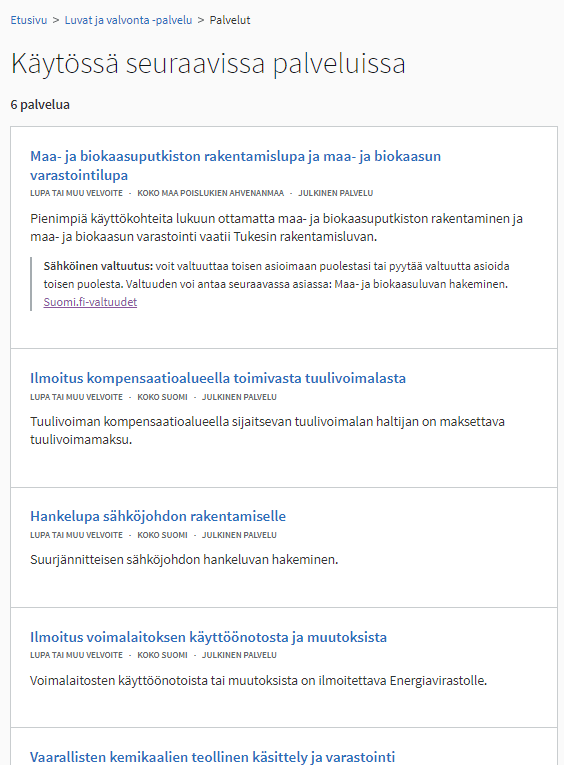 Etusivu > Luvat ja valvonta -palvelu > Palvelut
Käytössä seuraavissa palveluissa
6 palvelua
Maa- ja biokaasuputkiston rakentamislupa ja maa- ja biokaasun
varastointilupa
LUPA TAI MUU VELVOITE - KOKO MAA POISLUKIEN AHVENANMAA - JULKINEN PALVELU
Pienimpiä käyttökohteita lukuun ottamatta maa- ja biokaasuputkiston rakentaminen ja
maa- ja biokaasun varastointi vaatii Tukesin rakentamisluvan.
Sähköinen valtuutus: voit valtuuttaa toisen asioimaan puolestasi tai pyytää valtuutta asioida
toisen puolesta. Valtuuden voi antaa seuraavassa asiassa: Maa- ja biokaasuluvan hakeminen.
Suomi.fi-valtuudet
Ilmoitus kompensaatioalueella toimivasta tuulivoimalasta
LUPA TAI MUU VELVOITE - KOKO SUOMI - JULKINEN PALVELU
Tuulivoiman kompensaatioalueella sijaitsevan tuulivoimalan haltijan on maksettava
tuulivoimamaksu.
Hankelupa sähköjohdon rakentamiselle
LUPA TAI MUU VELVOITE - KOKO SUOMI - JULKINEN PALVELU
Suurjännitteisen sähköjohdon hankeluvan hakeminen.
Ilmoitus voimalaitoksen käyttöönotosta ja muutoksista
LUPA TAI MUU VELVOITE - KOKO SUOMI - JULKINEN PALVELU
Voimalaitosten käyttöönotoista tai muutoksista on ilmoitettava Energiavirastolle.
Vaarallisten kemikaalien teollinen käsittely ja varastointi